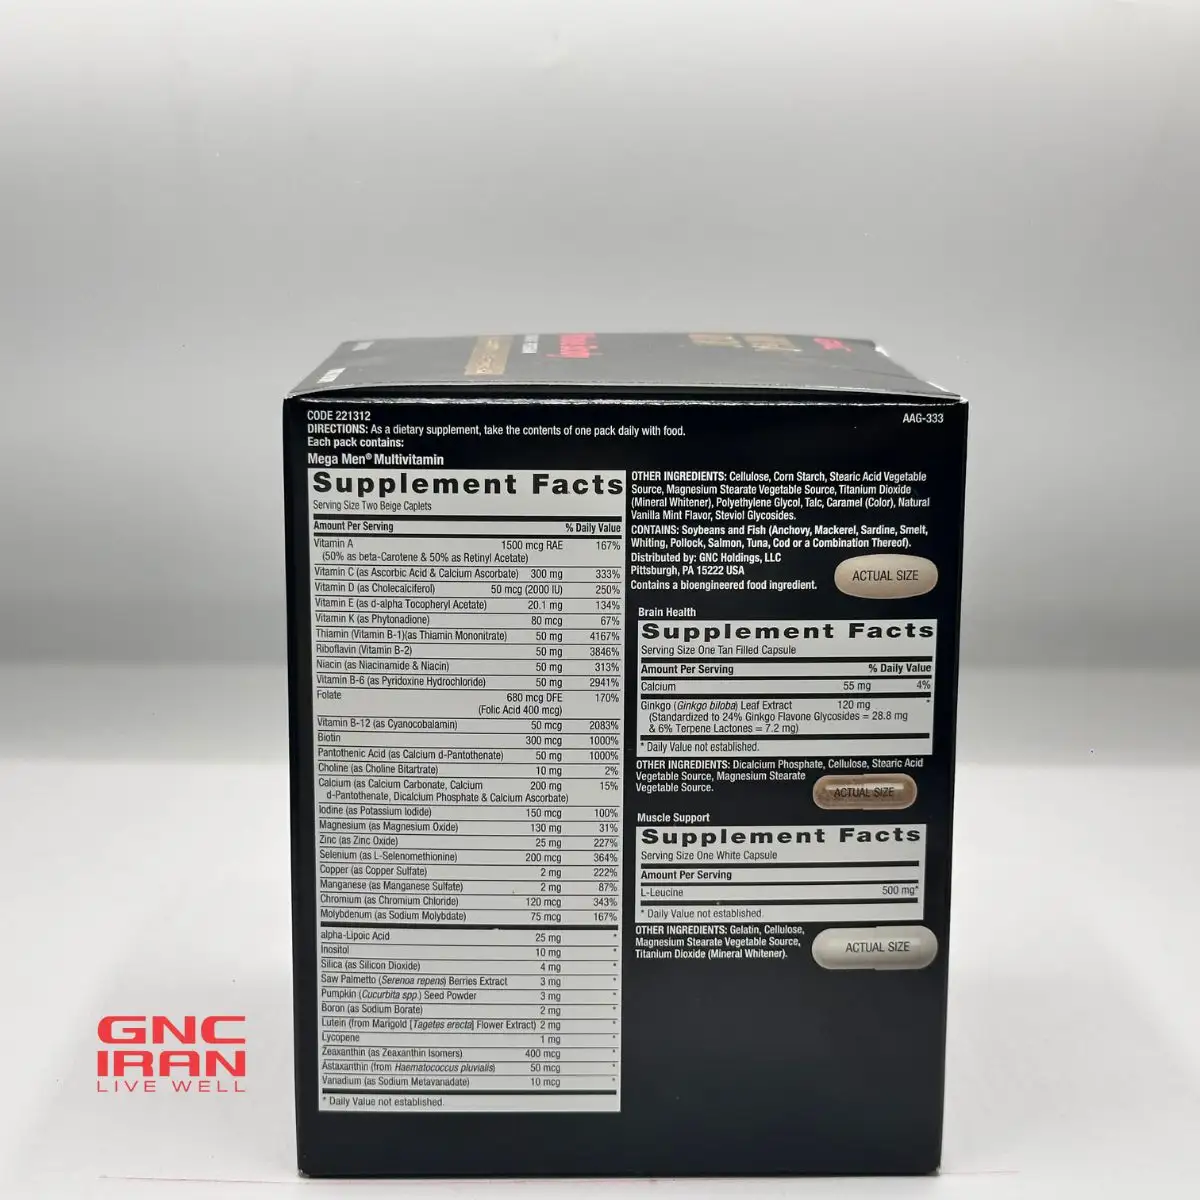 CODE 221312
AAG-333
DIRECTIONS: As a dietary supplement, take the contents of one pack daily with food.
Each pack contains:
Mega Men® Multivitamin
Supplement Facts
Serving Size Two Beige Caplets
Amount Per Serving % Daily Value
Vitamin A 1500 mcg RAE 167%
(50% as beta-Carotene & 50% as Retinyl Acetate)
Vitamin C (as Ascorbic Acid & Calcium Ascorbate) 300 mg 333%
Vitamin D (as Cholecalciferol) 50 mcg (2000 IU) 250%
Vitamin E (as d-alpha Tocopheryl Acetate) 20.1 mg 134%
Vitamin K (as Phytonadione) 80 mcg 67%
Thiamin (Vitamin B-1)(as Thiamin Mononitrate) 50 mg 4167%
Riboflavin (Vitamin B-2) 50 mg 3846%
Niacin (as Niacinamide & Niacin) 50 mg 313%
Vitamin B-6 (as Pyridoxine Hydrochloride) 50 mg 2941%
Folate 680 mcg DFE 170%
(Folic Acid 400 mcg)
Vitamin B-12 (as Cyanocobalamin) 50 mcg 2083%
Biotin 300 mcg 1000%
Pantothenic Acid (as Calcium d-Pantothenate) 50 mg 1000%
Choline (as Choline Bitartrate) 10 mg 2%
Calcium (as Calcium Carbonate, Calcium 200 mg 15%
d-Pantothenate, Dicalcium Phosphate & Calcium Ascorbate)
Iodine (as Potassium Iodide) 150 mcg 100%
Magnesium (as Magnesium Oxide) 130 mg 31%
Zinc (as Zinc Oxide) 25 mg 227%
Selenium (as L-Selenomethionine) 200 mcg 364%
Copper (as Copper Sulfate) 2 mg 222%
Manganese (as Manganese Sulfate) 2 mg 87%
Chromium (as Chromium Chloride) 120 mcg 343%
Molybdenum (as Sodium Molybdate) 75 mcg 167%
alpha-Lipoic Acid 25 mg *
Inositol 10 mg *
Silica (as Silicon Dioxide) 4 mg *
Saw Palmetto (Serenoa repens) Berries Extract 3 mg *
Pumpkin (Cucurbita spp.) Seed Powder 3 mg *
Boron (as Sodium Borate) 2 mg *
Lutein (from Marigold [Tagetes erecta] Flower Extract) 2 mg *
Lycopene 1 mg *
Zeaxanthin (as Zeaxanthin Isomers) 400 mcg *
Astaxanthin (from Haematococcus pluvialis) 50 mcg *
Vanadium (as Sodium Metavanadate) 10 mcg *
* Daily Value not established.
OTHER INGREDIENTS: Cellulose, Corn Starch, Stearic Acid Vegetable
Source, Magnesium Stearate Vegetable Source, Titanium Dioxide
(Mineral Whitener), Polyethylene Glycol, Talc, Caramel (Color), Natural
Vanilla Mint Flavor, Steviol Glycosides.
CONTAINS: Soybeans and Fish (Anchovy, Mackerel, Sardine, Smelt,
Whiting, Pollock, Salmon, Tuna, Cod or a Combination Thereof).
Distributed by: GNC Holdings, LLC
Pittsburgh, PA 15222 USA
Contains a bioengineered food ingredient.
ACTUAL SIZE
Brain Health
Supplement Facts
Serving Size One Tan Filled Capsule
Amount Per Serving % Daily Value
Calcium 55 mg 4%
Ginkgo (Ginkgo biloba) Leaf Extract 120 mg *
(Standardized to 24% Ginkgo Flavone Glycosides = 28.8 mg
& 6% Terpene Lactones = 7.2 mg)
* Daily Value not established.
OTHER INGREDIENTS: Dicalcium Phosphate, Cellulose, Stearic Acid
Vegetable Source, Magnesium Stearate
Vegetable Source.
ACTUAL SIZE
Muscle Support
Supplement Facts
Serving Size One White Capsule
Amount Per Serving
L-Leucine 500 mg*
* Daily Value not established.
OTHER INGREDIENTS: Gelatin, Cellulose,
Magnesium Stearate Vegetable Source,
Titanium Dioxide (Mineral Whitener).
ACTUAL SIZE
GNC
IRAN
LIVE WELL